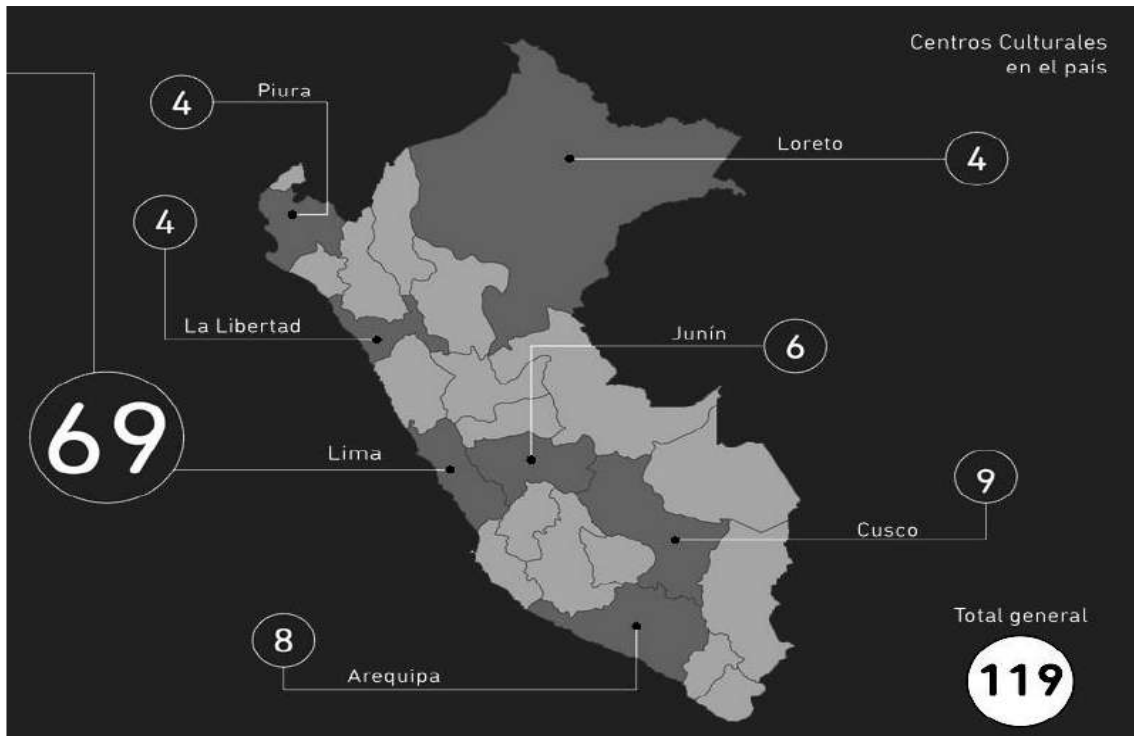 Centros Culturales
en el país
Piura
4
Loreto
4
4
La Libertad
Junín
6
69
Lima
9
Cusco
8
Arequipa
Total general
119